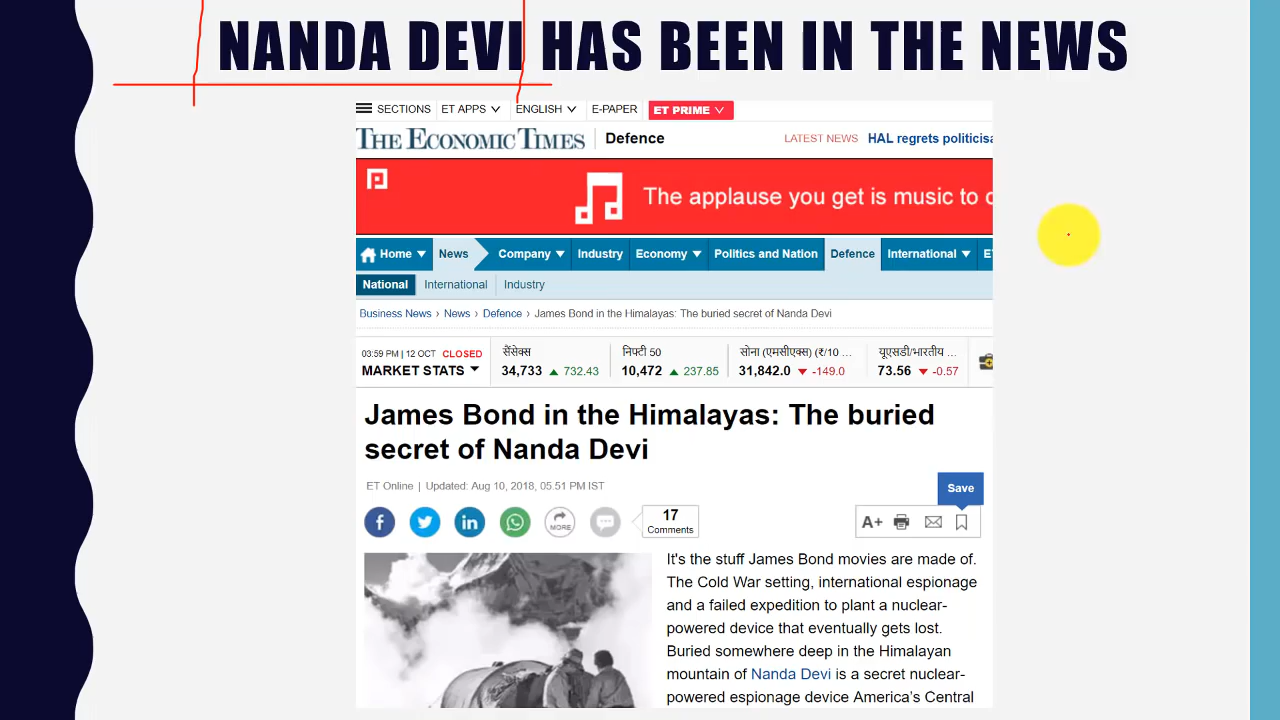 NANDA DEVI HAS BEEN IN THE NEWS
SECTIONS ET APPS ENGLISH E-PAPER ET PRIME
THE ECONOMIC TIMES Defence LATEST NEWS HAL regrets politicisa
The applause you get is music to
Home News Company Industry Economy Politics and Nation Defence International
National International Industry
Business News › News › Defence › James Bond in the Himalayas: The buried secret of Nanda Devi
03:59 PM | 12 OCT CLOSED
MARKET STATS
सेंसेक्स
34,733 732.43
निफ्टी 50
10,472 237.85
सोना (एमसीएक्स) (₹/10 ...
31,842.0 -149.0
यूएसडी/भारतीय ...
73.56 -0.57
James Bond in the Himalayas: The buried
secret of Nanda Devi
ET Online | Updated: Aug 10, 2018, 05.51 PM IST
Save
MORE
17
Comments
A+
It's the stuff James Bond movies are made of.
The Cold War setting, international espionage
and a failed expedition to plant a nuclear-
powered device that eventually gets lost.
Buried somewhere deep in the Himalayan
mountain of Nanda Devi is a secret nuclear-
powered espionage device America's Central